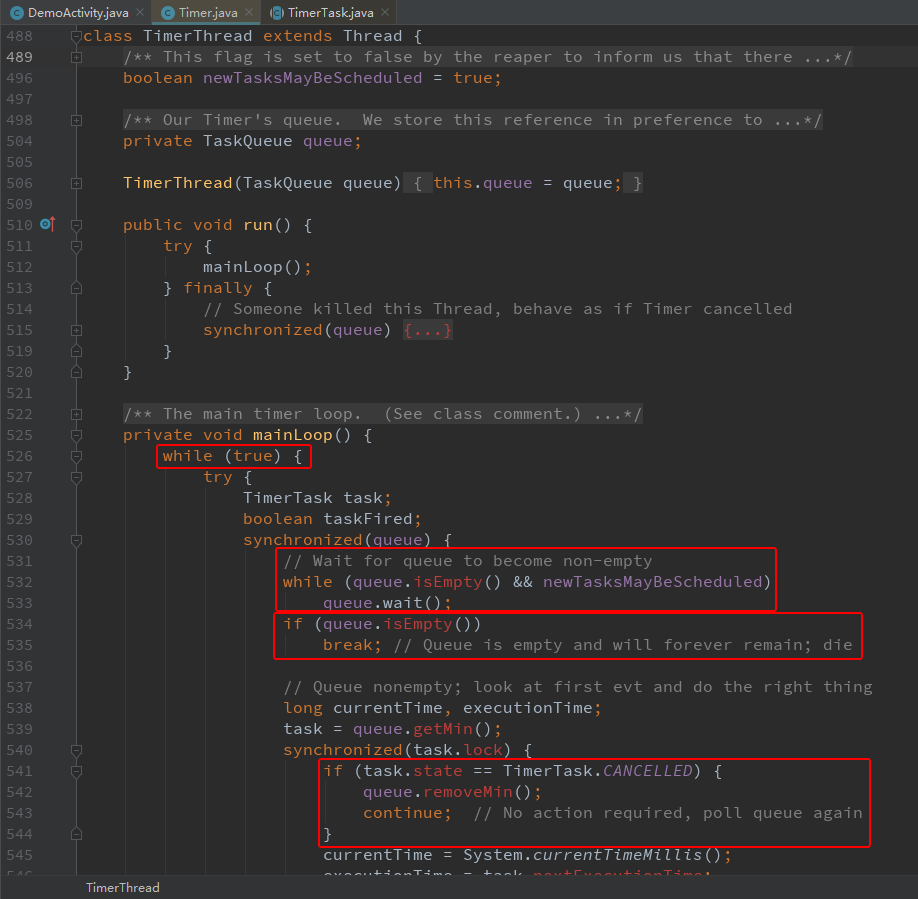 DemoActivity.java × Timer.java × TimerTask.java ×
488 class TimerThread extends Thread {
489 /** This flag is set to false by the reaper to inform us that there ...*/
496 boolean newTasksMayBeScheduled = true;
497
498 /** Our Timer's queue.  We store this reference in preference to ...*/
504 private TaskQueue queue;
505
506 TimerThread(TaskQueue queue) { this.queue = queue; }
509
510 public void run() {
511 try {
512 mainLoop();
513 } finally {
514 // Someone killed this Thread, behave as if Timer cancelled
515 synchronized(queue) {...}
519 }
520 }
521
522 /** The main timer loop.  (See class comment.) ...*/
525 private void mainLoop() {
526 while (true) {
527 try {
528 TimerTask task;
529 boolean taskFired;
530 synchronized(queue) {
531 // Wait for queue to become non-empty
532 while (queue.isEmpty() && newTasksMayBeScheduled)
533 queue.wait();
534 if (queue.isEmpty())
535 break; // Queue is empty and will forever remain; die
536
537 // Queue nonempty; look at first evt and do the right thing
538 long currentTime, executionTime;
539 task = queue.getMin();
540 synchronized(task.lock) {
541 if (task.state == TimerTask.CANCELLED) {
542 queue.removeMin();
543 continue;  // No action required, poll queue again
544 }
545 currentTime = System.currentTimeMillis();
546 executionTime = task.nextExecutionTime;
TimerThread